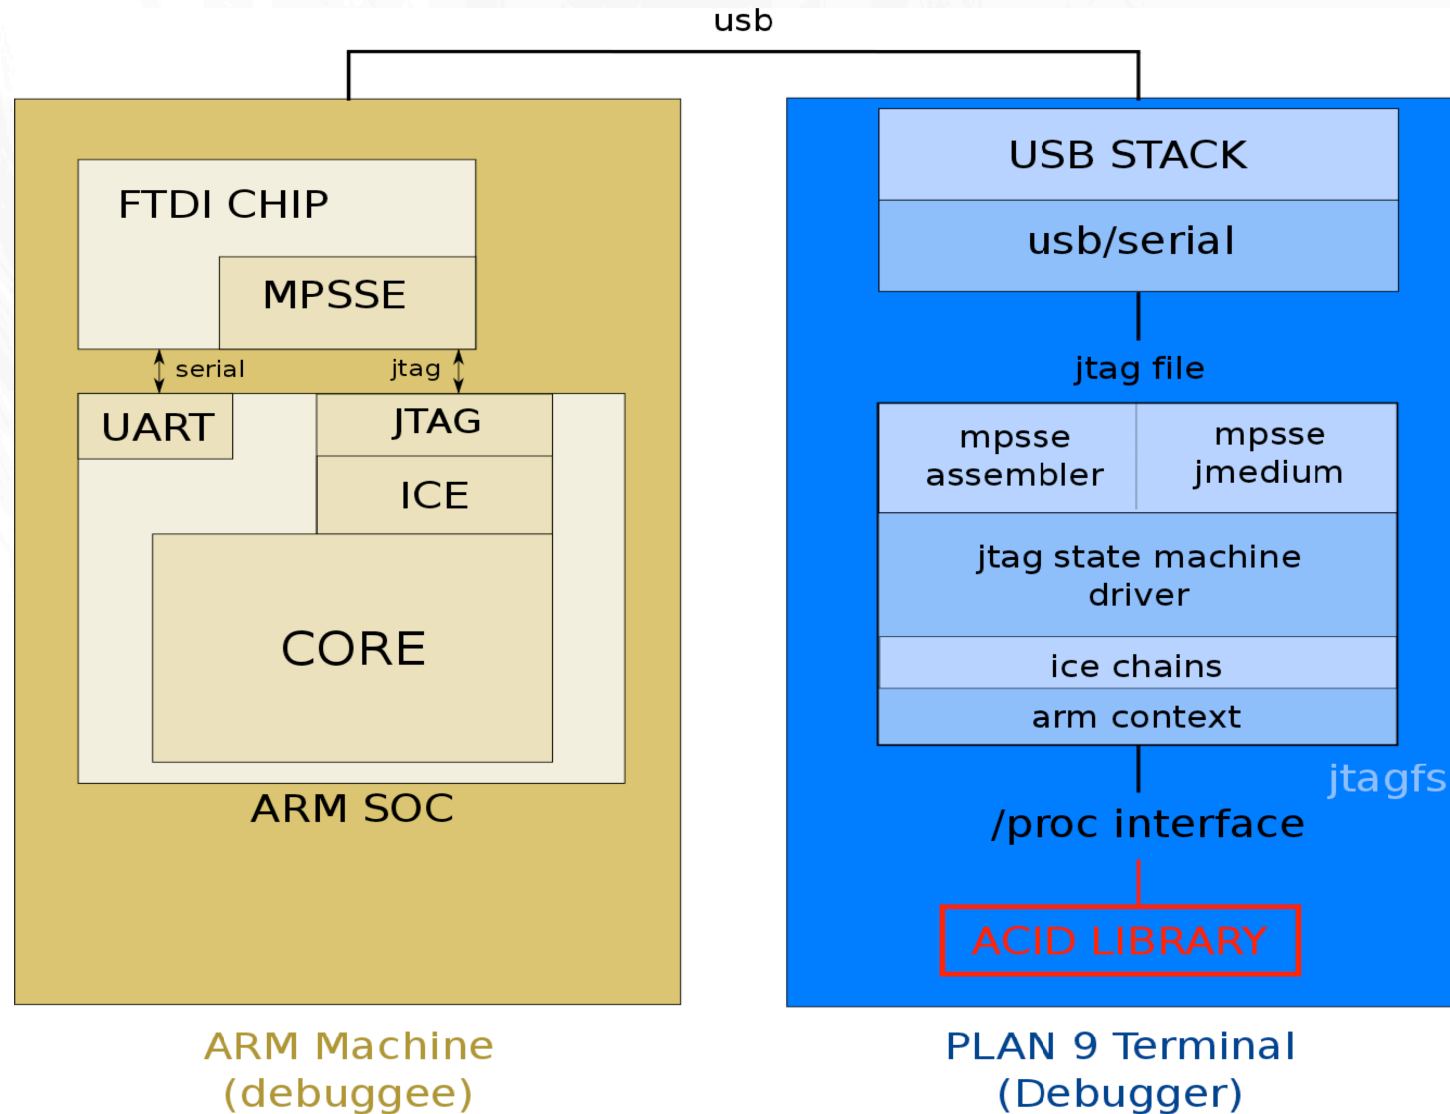 usb
FTDI CHIP
MPSSE
serial
jtag
UART
JTAG
ICE
CORE
ARM SOC
ARM Machine
(debuggee)
USB STACK
usb/serial
jtag file
mpsse
assembler
mpsse
jmedium
jtag state machine
driver
ice chains
arm context
jtagfs
/proc interface
ACID LIBRARY
PLAN 9 Terminal
(Debugger)